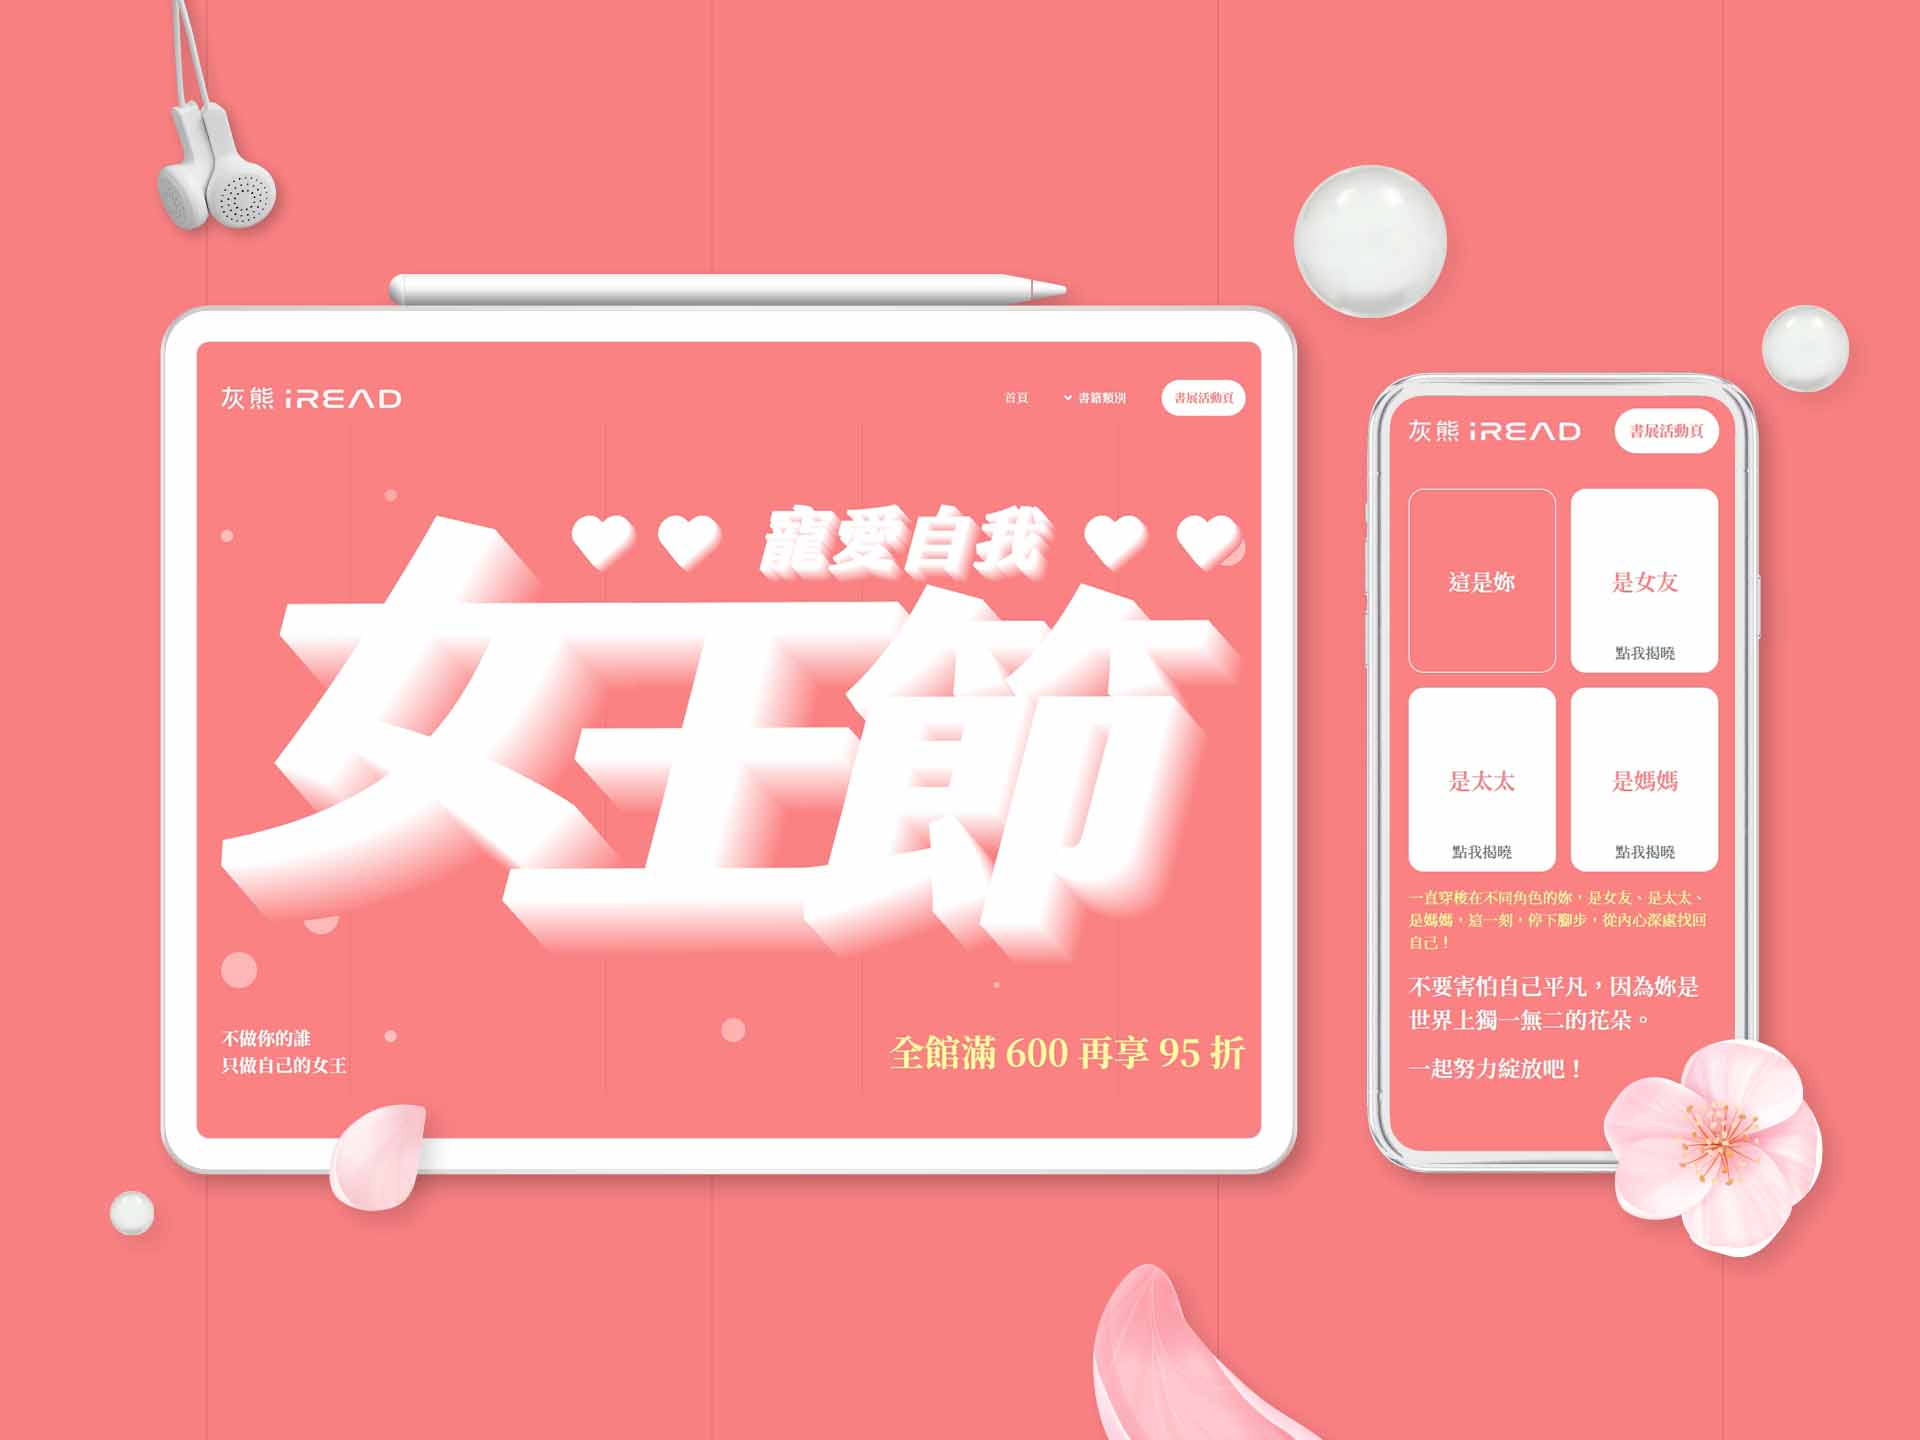 灰熊 iREAD
首頁
書籍類別
書展活動頁
寵愛自我
女王節
不做你的誰
只做自己的女王
全館滿 600 再享 95 折
灰熊 iREAD
書展活動頁
這是妳
是女友
點我揭曉
是太太
是媽媽
點我揭曉
點我揭曉
一直穿梭在不同角色的妳，是女友、是太太、
是媽媽，這一刻，停下腳步，從內心深處找回
自己！
不要害怕自己平凡，因為妳是
世界上獨一無二的花朵。
一起努力綻放吧！